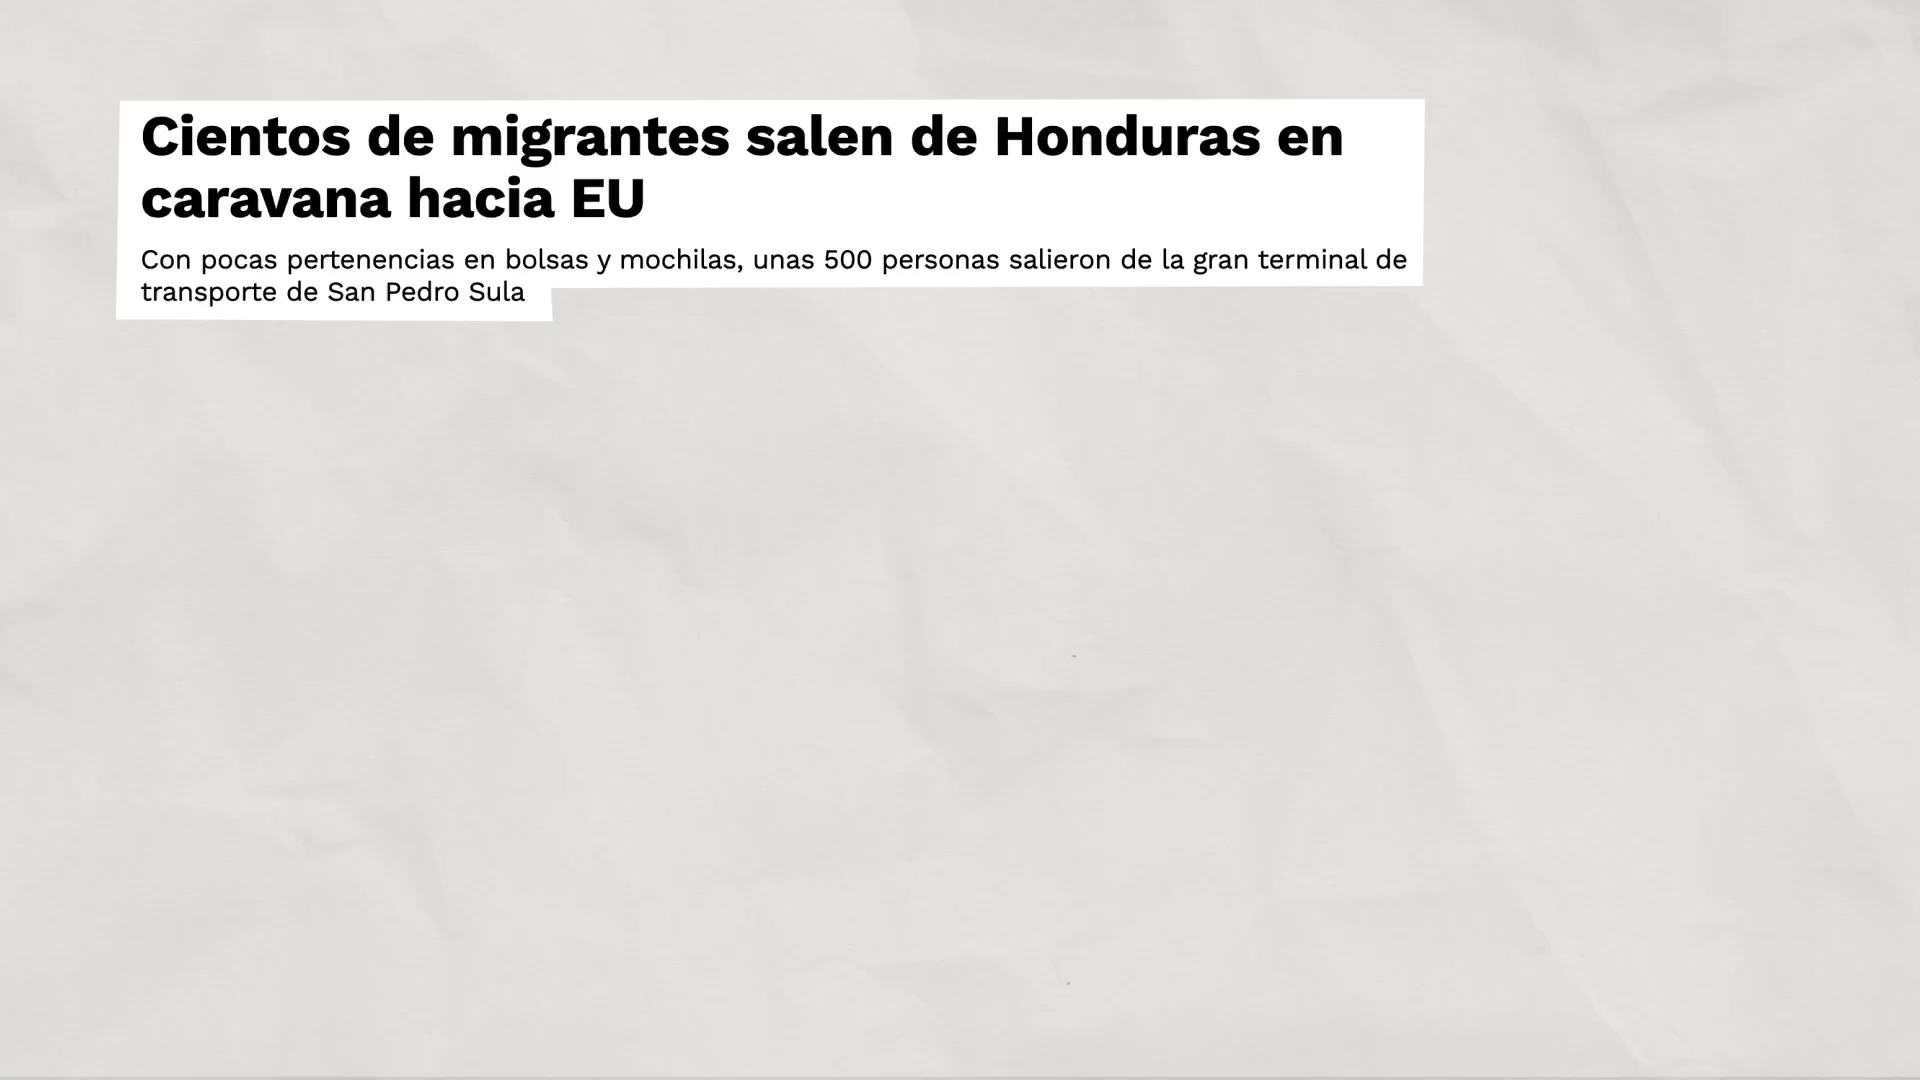 Cientos de migrantes salen de Honduras en
caravana hacia EU
Con pocas pertenencias en bolsas y mochilas, unas 500 personas salieron de la gran terminal de
transporte de San Pedro Sula